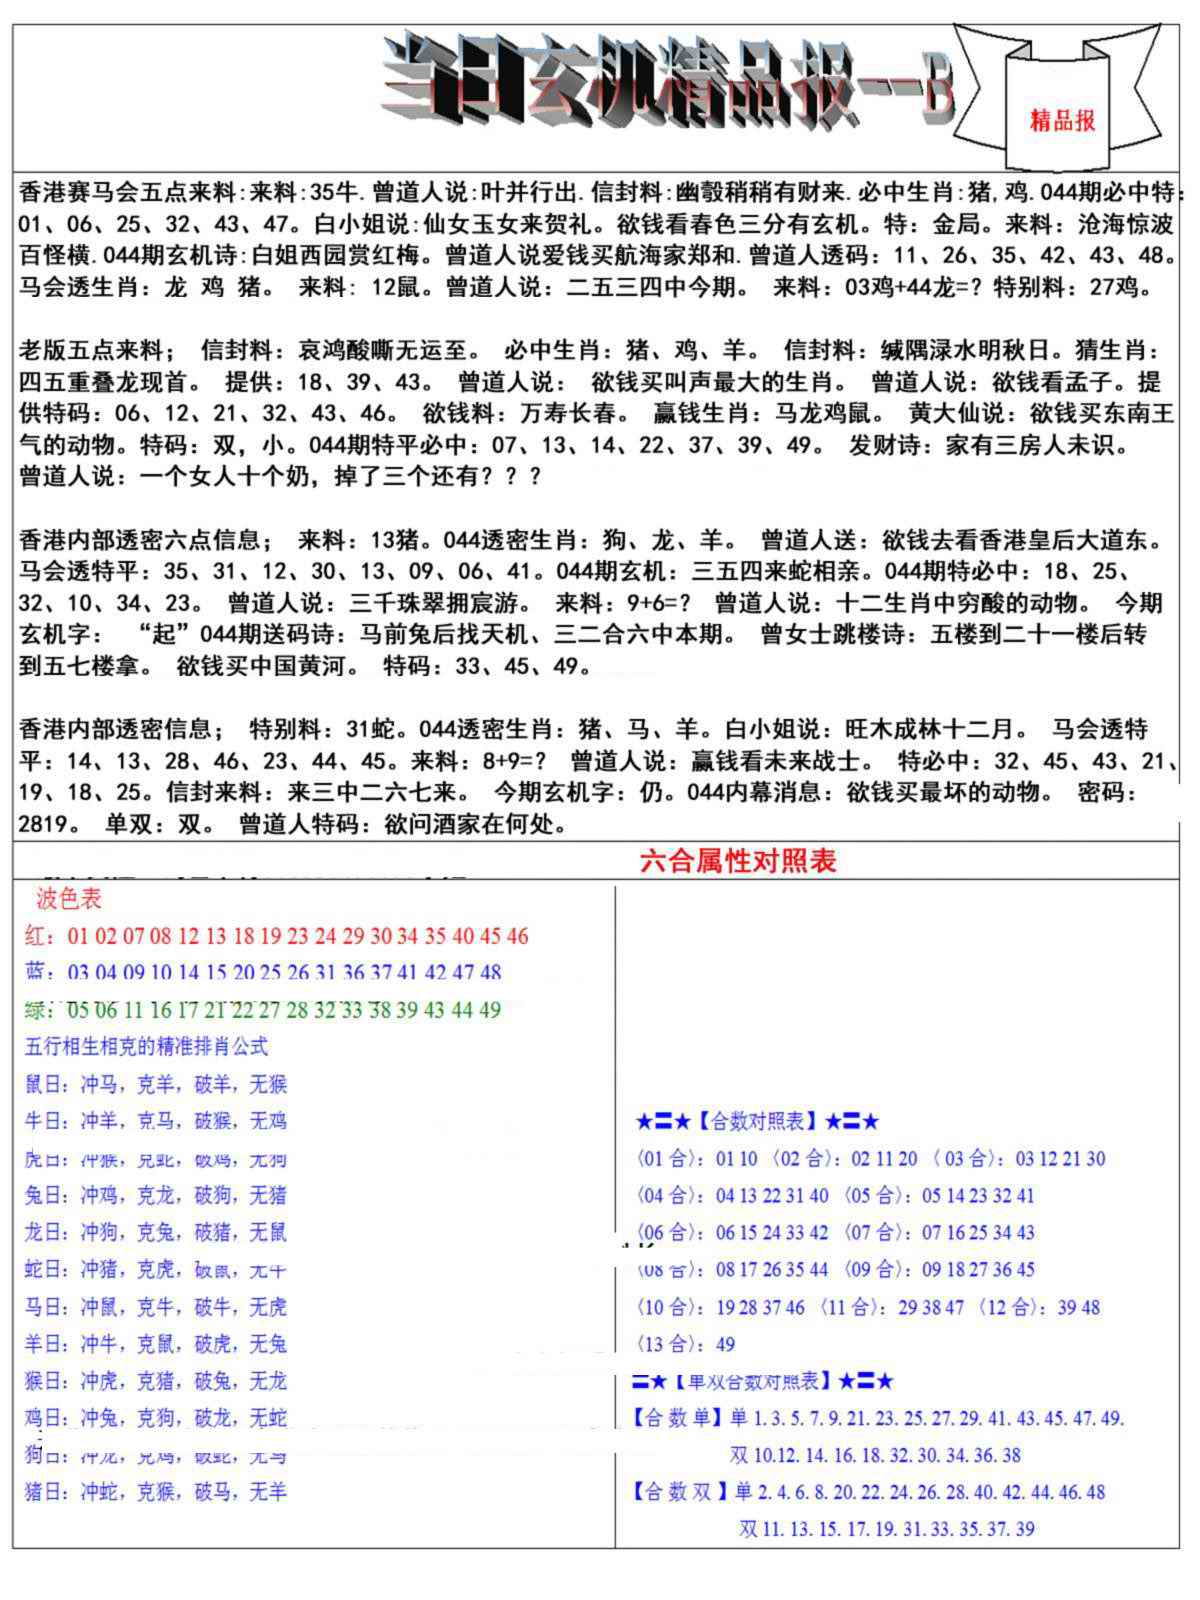 当日玄机精品报一B
精品报
香港赛马会五点来料:来料:35牛.曾道人说:叶并行出.信封料:幽彀稍稍有财来.必中生肖:猪,鸡.044期必中特:
01、06、25、32、43、47。白小姐说:仙女玉女来贺礼。欲钱看春色三分有玄机。特: 金局。来料: 沧海惊波
百怪横.044期玄机诗:白姐西园赏红梅。曾道人说爱钱买航海家郑和.曾道人透码: 11、26、35、42、43、48。
马会透生肖: 龙 鸡 猪。 来料: 12鼠。曾道人说: 二五三四中今期。 来料: 03鸡+44龙=? 特别料: 27鸡。
老版五点来料; 信封料: 哀鸿酸嘶无运至。 必中生肖: 猪、鸡、羊。 信封料: 缄隅渌水明秋日。猜生肖:
四五重叠龙现首。 提供: 18、39、43。 曾道人说: 欲钱买叫声最大的生肖。 曾道人说: 欲钱看孟子。提
供特码: 06、12、21、32、43、46。 欲钱料: 万寿长春。 赢钱生肖: 马龙鸡鼠。 黄大仙说: 欲钱买东南王
气的动物。特码: 双, 小。044期特平必中: 07、13、14、22、37、39、49。 发财诗: 家有三房人未识。
曾道人说: 一个女人十个奶, 掉了三个还有? ? ?
香港内部透密六点信息; 来料: 13猪。044透密生肖: 狗、龙、羊。 曾道人送: 欲钱去看香港皇后大道东。
马会透特平: 35、31、12、30、13、09、06、41。044期玄机: 三五四来蛇相亲。044期特必中: 18、25、
32、10、34、23。 曾道人说: 三千珠翠拥宸游。 来料: 9+6=? 曾道人说: 十二生肖中穷酸的动物。 今期
玄机字: “起”044期送码诗: 马前兔后找天机、三二合六中本期。 曾女士跳楼诗: 五楼到二十一楼后转
到五七楼拿。 欲钱买中国黄河。 特码: 33、45、49。
香港内部透密信息; 特别料: 31蛇。044透密生肖: 猪、马、羊。白小姐说: 旺木成林十二月。 马会透特
平: 14、13、28、46、23、44、45。来料: 8+9=? 曾道人说: 赢钱看未来战士。 特必中: 32、45、43、21、
19、18、25。信封来料: 来三中二六七来。 今期玄机字: 仍。044内幕消息: 欲钱买最坏的动物。 密码:
2819。 单双: 双。 曾道人特码: 欲问酒家在何处。
六合属性对照表
波色表
红: 01 02 07 08 12 13 18 19 23 24 29 30 34 35 40 45 46
蓝: 03 04 09 10 14 15 20 25 26 31 36 37 41 42 47 48
绿: 05 06 11 16 17 21 22 27 28 32 33 38 39 43 44 49
五行相生相克的精准排肖公式
鼠日: 冲马, 克羊, 破羊, 无猴
牛日: 冲羊, 克马, 破猴, 无鸡
虎日: 冲猴, 克蛇, 破鸡, 无狗
兔日: 冲鸡, 克龙, 破狗, 无猪
龙日: 冲狗, 克兔, 破猪, 无鼠
蛇日: 冲猪, 克虎, 破鼠, 无牛
马日: 冲鼠, 克牛, 破牛, 无虎
羊日: 冲牛, 克鼠, 破虎, 无兔
猴日: 冲虎, 克猪, 破兔, 无龙
鸡日: 冲兔, 克狗, 破龙, 无蛇
狗日: 冲龙, 克鸡, 破蛇, 无马
猪日: 冲蛇, 克猴, 破马, 无羊
★〓★【合数对照表】★〓★
〈01 合〉: 01 10 〈02 合〉: 02 11 20 〈 03 合〉: 03 12 21 30
〈04 合〉: 04 13 22 31 40 〈05 合〉: 05 14 23 32 41
〈06 合〉: 06 15 24 33 42 〈07 合〉: 07 16 25 34 43
〈08 合〉: 08 17 26 35 44 〈09 合〉: 09 18 27 36 45
〈10 合〉: 19 28 37 46 〈11 合〉: 29 38 47 〈12 合〉: 39 48
〈13 合〉: 49
〓★【单双合数对照表】★〓★
【合 数 单】单 1. 3. 5. 7. 9. 21. 23. 25. 27. 29. 41. 43. 45. 47. 49.
双 10.12. 14. 16. 18. 32. 30. 34. 36. 38
【合 数 双 】单 2. 4. 6. 8. 20. 22. 24. 26. 28. 40. 42. 44. 46. 48
双 11. 13. 15. 17. 19. 31. 33. 35. 37. 39